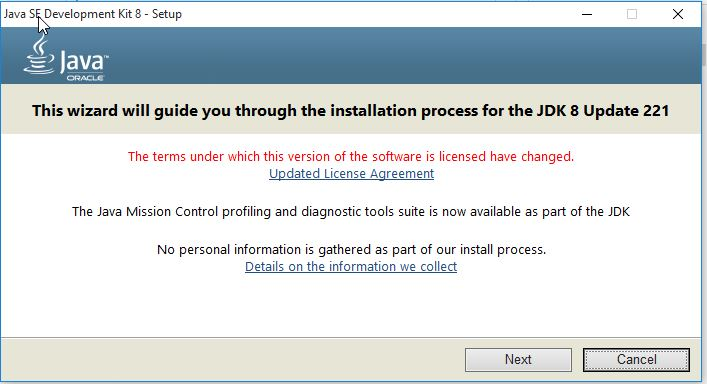 Java SE Development Kit 8 - Setup
Java™
ORACLE
This wizard will guide you through the installation process for the JDK 8 Update 221
The terms under which this version of the software is licensed have changed.
Updated License Agreement
The Java Mission Control profiling and diagnostic tools suite is now available as part of the JDK
No personal information is gathered as part of our install process.
Details on the information we collect
Next
Cancel